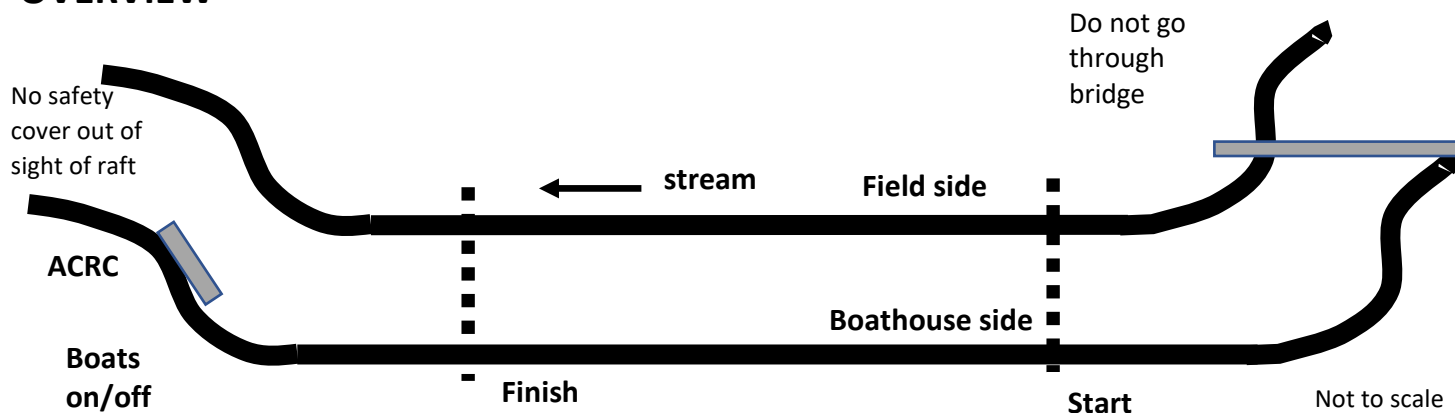 OVERVIEW
Do not go
through
bridge
No safety
cover out of
sight of raft
stream
Field side
ACRC
Boathouse side
Boats
on/off
Finish
Start
Not to scale